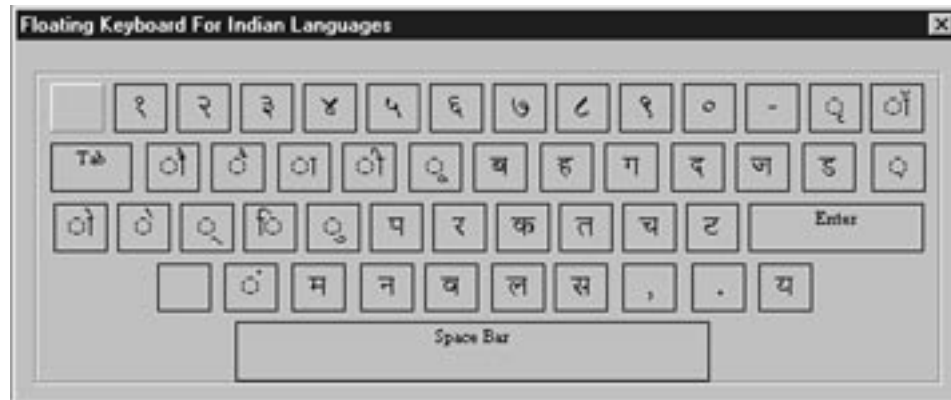 Floating Keyboard For Indian Languages
१ २ ३ ४ ५ ६ ७ ८ ९ ० - ृ ॉ
Tab ौ ै ा ी ू ब ह ग द ज ड ़
ो े ् ि ु प र क त च ट Enter
ं म न व ल स , . य
Space Bar